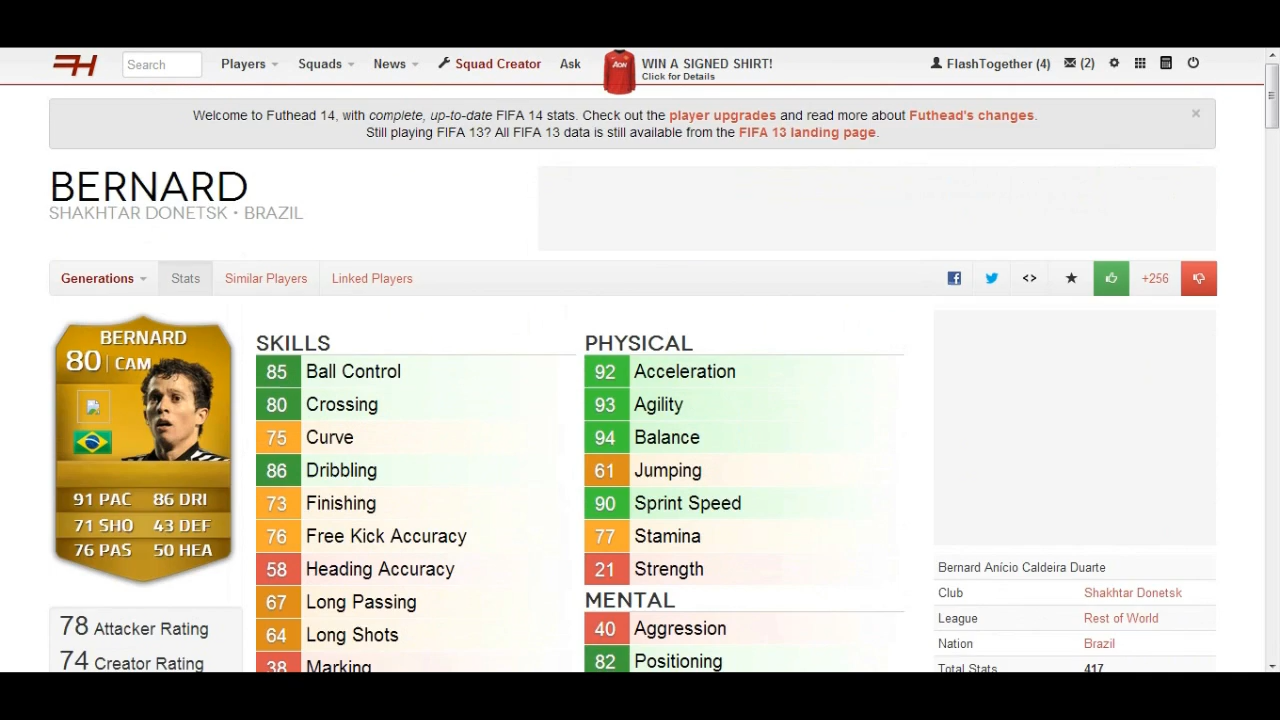 FH Search Players Squads News Squad Creator Ask AON WIN A SIGNED SHIRT! FlashTogether (4) (2)
Click for Details
Welcome to Futhead 14, with complete, up-to-date FIFA 14 stats. Check out the player upgrades and read more about Futhead's changes. ×
Still playing FIFA 13? All FIFA 13 data is still available from the FIFA 13 landing page.
BERNARD
SHAKHTAR DONETSK • BRAZIL
Generations Stats Similar Players Linked Players <> +256
BERNARD
80 CAM
91 PAC 86 DRI
71 SHO 43 DEF
76 PAS 50 HEA
78 Attacker Rating
74 Creator Rating
SKILLS
85 Ball Control
80 Crossing
75 Curve
86 Dribbling
73 Finishing
76 Free Kick Accuracy
58 Heading Accuracy
67 Long Passing
64 Long Shots
38 Marking
PHYSICAL
92 Acceleration
93 Agility
94 Balance
61 Jumping
90 Sprint Speed
77 Stamina
21 Strength
MENTAL
40 Aggression
82 Positioning
Bernard Anício Caldeira Duarte
Club Shakhtar Donetsk
League Rest of World
Nation Brazil
Total Stats 417